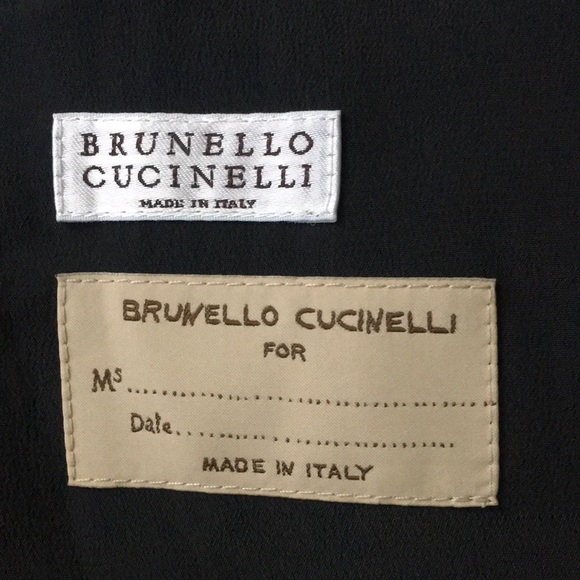 BRUNELLO
CUCINELLI
MADE IN ITALY
BRUNELLO CUCINELLI
FOR
Ms.............................................
Date...................................
MADE IN ITALY